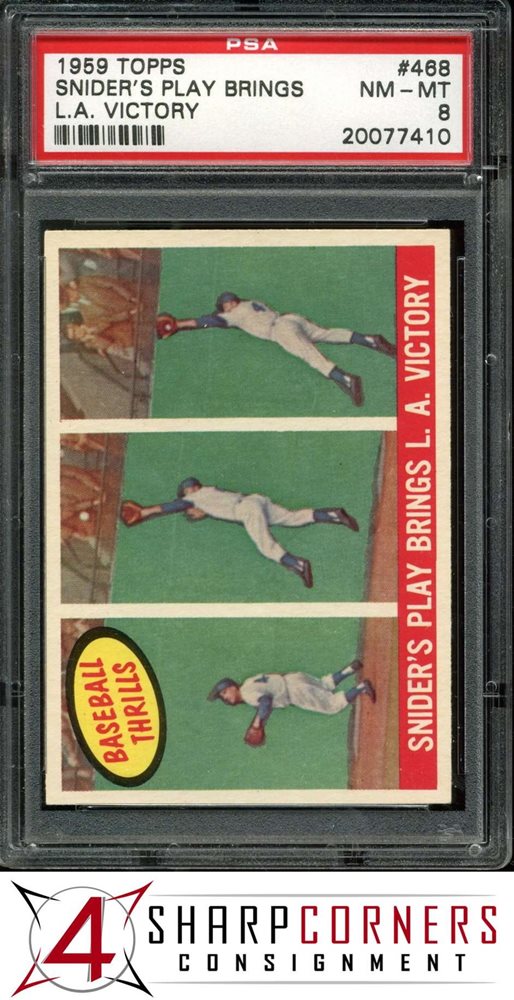 PSA
1959 TOPPS #468
SNIDER'S PLAY BRINGS NM - MT
L.A. VICTORY 8
20077410
BASEBALL
THRILLS
SNIDER'S PLAY BRINGS L. A. VICTORY
4 SHARPCORNERS
CONSIGNMENT